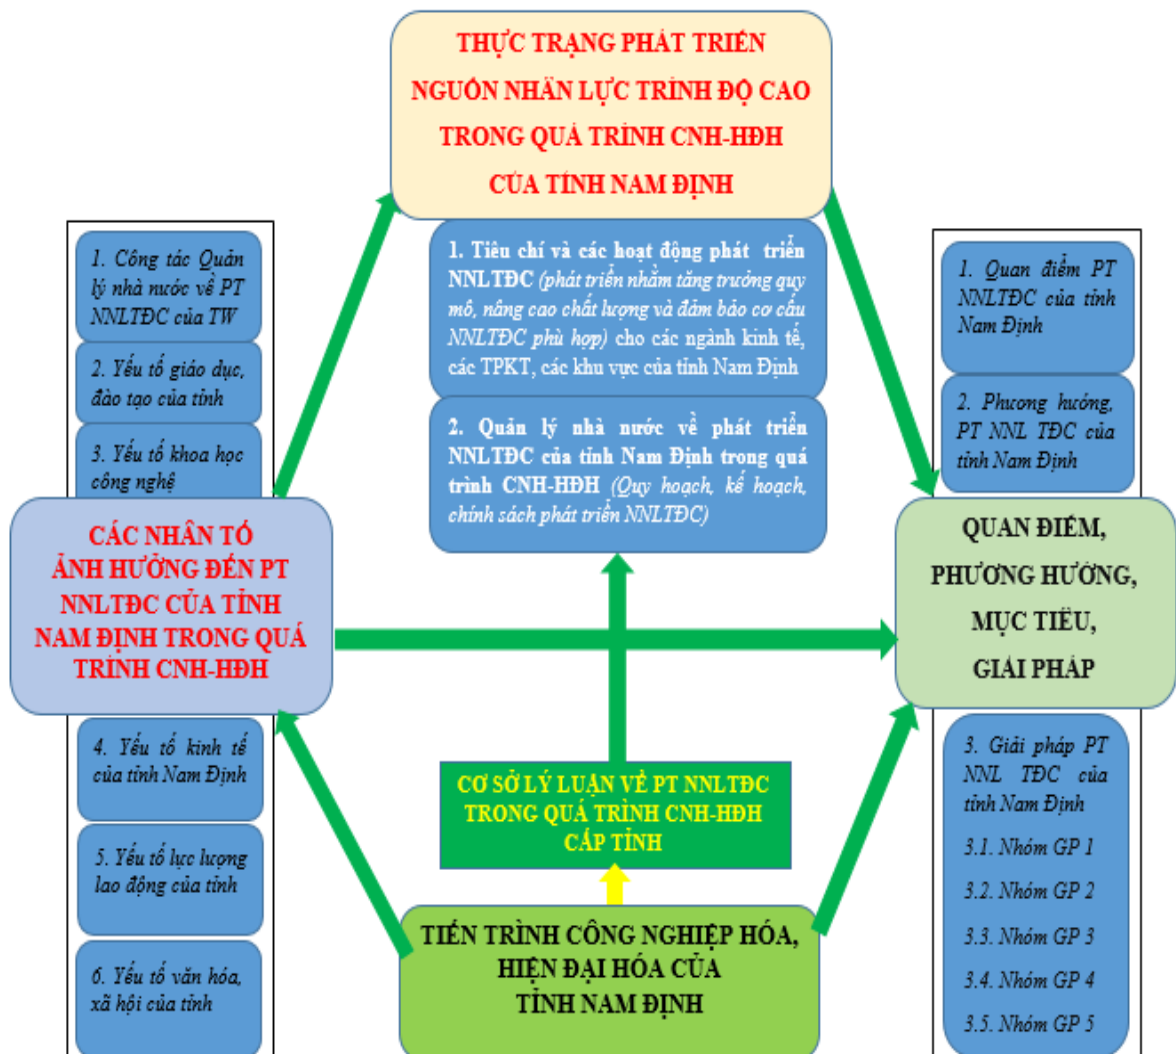 THỰC TRẠNG PHÁT TRIỂN
NGUỒN NHÂN LỰC TRÌNH ĐỘ CAO
TRONG QUÁ TRÌNH CNH-HĐH
CỦA TỈNH NAM ĐỊNH
1. Công tác Quản
lý nhà nước về PT
NNLTĐC của TW
2. Yếu tố giáo dục,
đào tạo của tỉnh
3. Yếu tố khoa học
công nghệ
CÁC NHÂN TỐ
ẢNH HƯỞNG ĐẾN PT
NNLTĐC CỦA TỈNH
NAM ĐỊNH TRONG QUÁ
TRÌNH CNH-HĐH
4. Yếu tố kinh tế
của tỉnh Nam Định
5. Yếu tố lực lượng
lao động của tỉnh
6. Yếu tố văn hóa,
xã hội của tỉnh
1. Tiêu chí và các hoạt động phát triển
NNLTĐC (phát triển nhằm tăng trưởng quy
mô, nâng cao chất lượng và đảm bảo cơ cấu
NNLTĐC phù hợp) cho các ngành kinh tế,
các TPKT, các khu vực của tỉnh Nam Định
2. Quản lý nhà nước về phát triển
NNLTĐC của tỉnh Nam Định trong quá
trình CNH-HĐH (Quy hoạch, kế hoạch,
chính sách phát triển NNLTĐC)
CƠ SỞ LÝ LUẬN VỀ PT NNLTĐC
TRONG QUÁ TRÌNH CNH-HĐH
CẤP TỈNH
TIẾN TRÌNH CÔNG NGHIỆP HÓA,
HIỆN ĐẠI HÓA CỦA
TỈNH NAM ĐỊNH
1. Quan điểm PT
NNLTĐC của tỉnh
Nam Định
2. Phương hướng,
PT NNL TĐC của
tỉnh Nam Định
QUAN ĐIỂM,
PHƯƠNG HƯỚNG,
MỤC TIÊU,
GIẢI PHÁP
3. Giải pháp PT
NNL TĐC của
tỉnh Nam Định
3.1. Nhóm GP 1
3.2. Nhóm GP 2
3.3. Nhóm GP 3
3.4. Nhóm GP 4
3.5. Nhóm GP 5